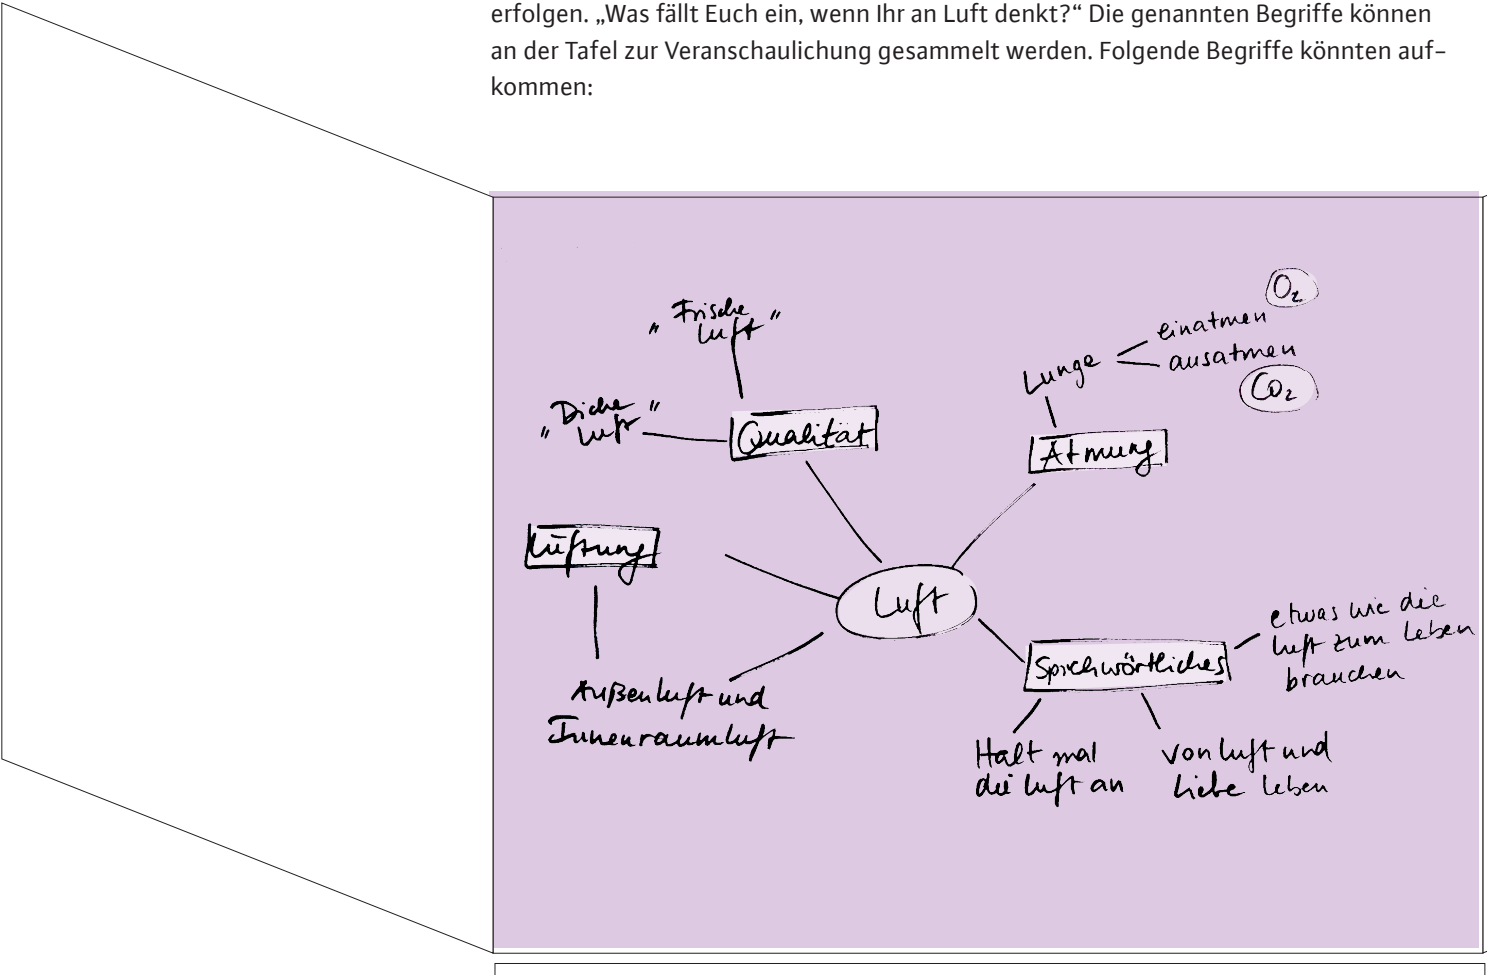 erfolgen. „Was fällt Euch ein, wenn Ihr an Luft denkt?“ Die genannten Begriffe können
an der Tafel zur Veranschaulichung gesammelt werden. Folgende Begriffe könnten auf-
kommen:
„Frische
Luft“
„Dicke
Luft“
Qualität
O₂
einatmen
Lunge
ausatmen
CO₂
Atmung
Lüftung
Luft
Außenluft und
Innenraumluft
Sprichwörtliches
etwas wie die
Luft zum Leben
brauchen
Halt mal
die Luft an
von Luft und
Liebe leben